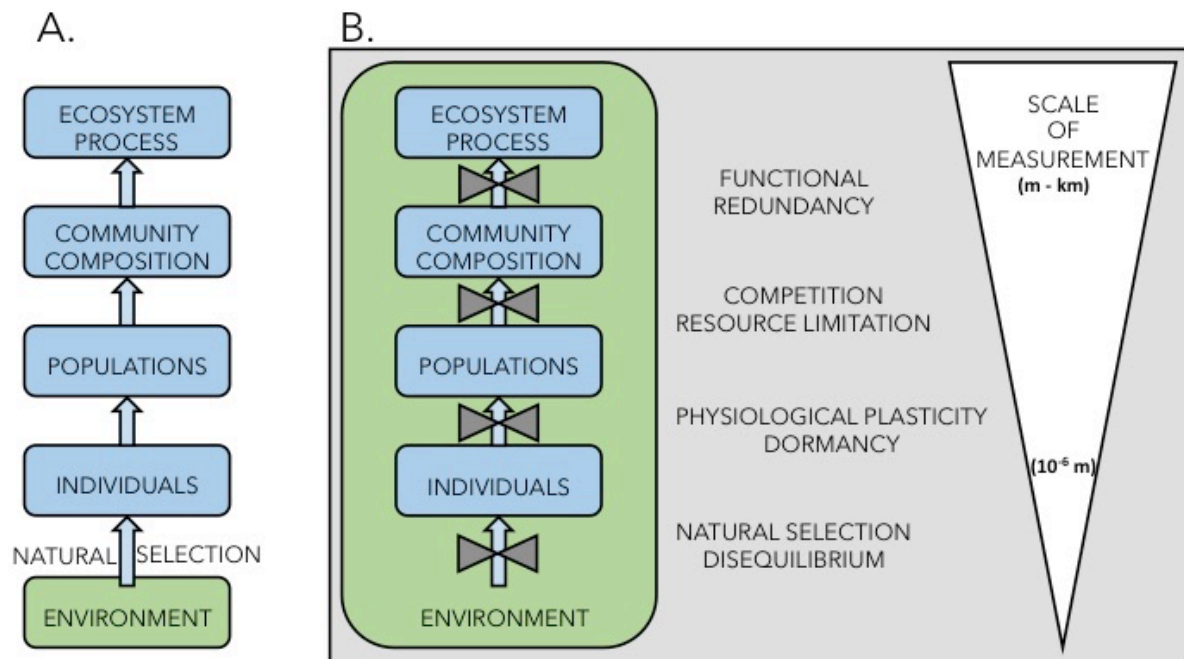 A.
ECOSYSTEM
PROCESS
COMMUNITY
COMPOSITION
POPULATIONS
INDIVIDUALS
NATURAL SELECTION
ENVIRONMENT
B.
ECOSYSTEM
PROCESS
COMMUNITY
COMPOSITION
POPULATIONS
INDIVIDUALS
ENVIRONMENT
FUNCTIONAL
REDUNDANCY
COMPETITION
RESOURCE LIMITATION
PHYSIOLOGICAL PLASTICITY
DORMANCY
NATURAL SELECTION
DISEQUILIBRIUM
SCALE
OF
MEASUREMENT
(m - km)
(10⁻⁶ m)